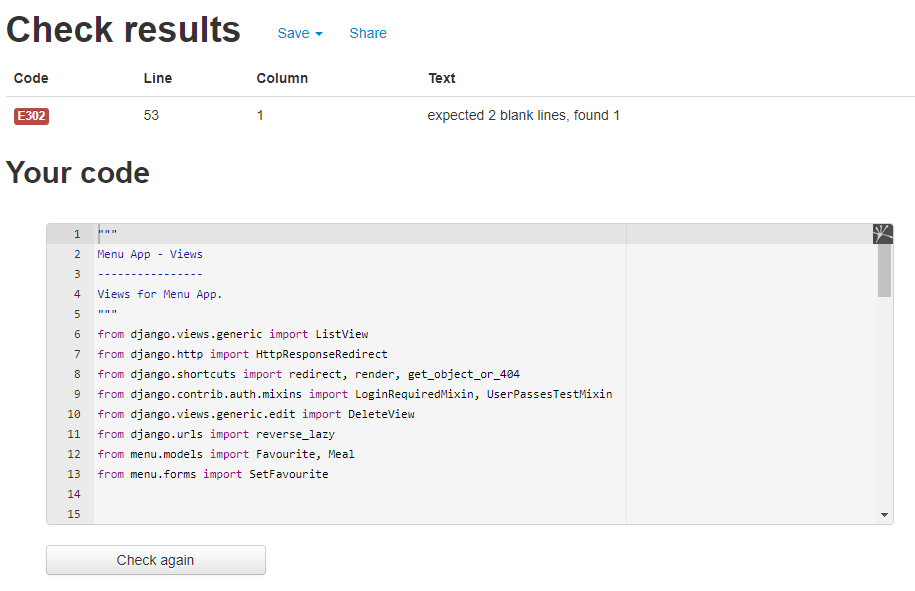 Check results Save Share
Code Line Column Text
E302 53 1 expected 2 blank lines, found 1
Your code
1 """
2 Menu App - Views
3 ----------------
4 Views for Menu App.
5 """
6 from django.views.generic import ListView
7 from django.http import HttpResponseRedirect
8 from django.shortcuts import redirect, render, get_object_or_404
9 from django.contrib.auth.mixins import LoginRequiredMixin, UserPassesTestMixin
10 from django.views.generic.edit import DeleteView
11 from django.urls import reverse_lazy
12 from menu.models import Favourite, Meal
13 from menu.forms import SetFavourite
14
15
Check again